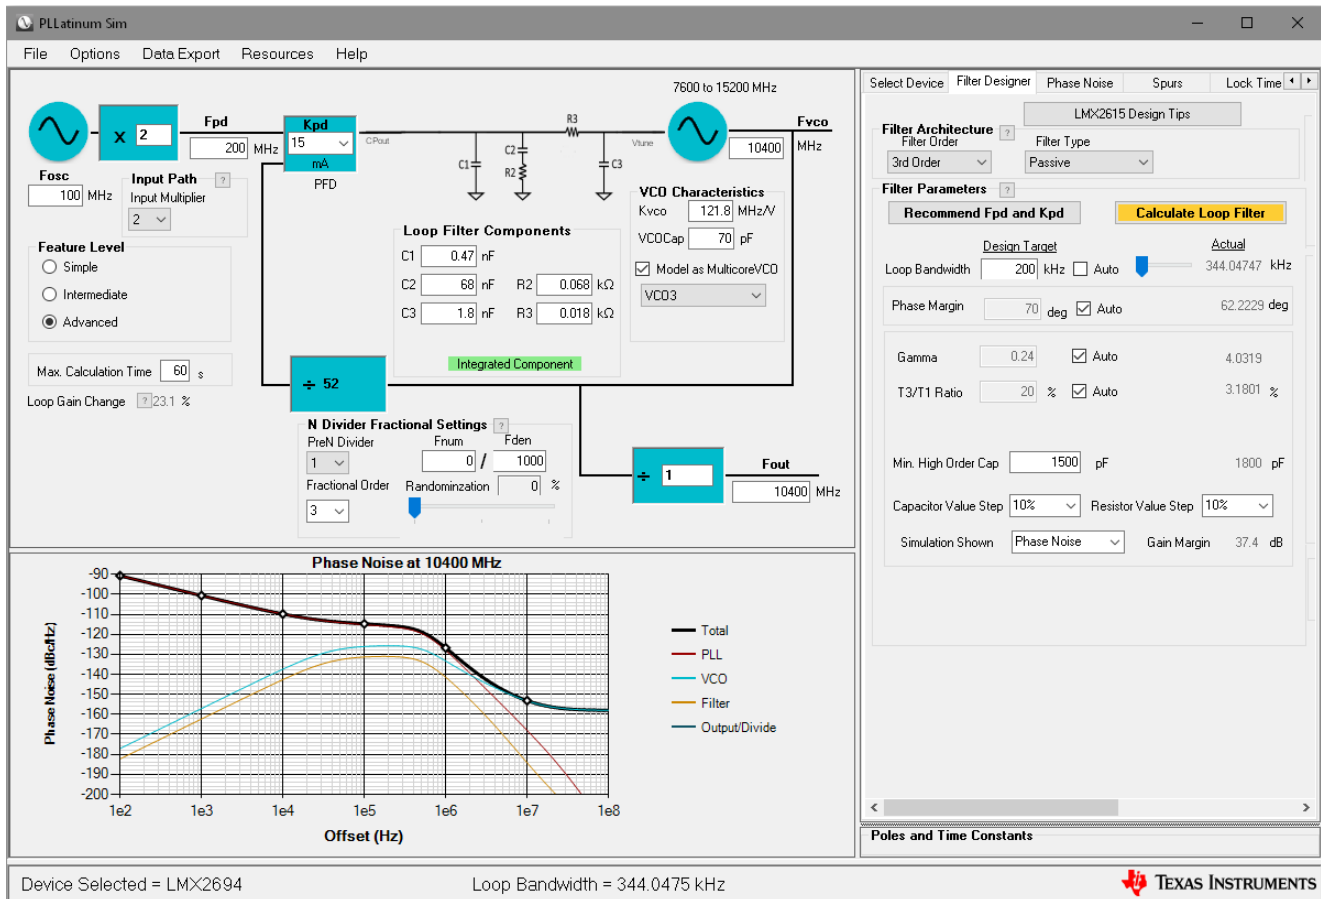 PLLatinum Sim
File Options Data Export Resources Help
7600 to 15200 MHz
Fpd
x 2
200 MHz
Kpd
15
mA
PFD
CPout
C1
C2
R2
R3
C3
Vtune
Fvco
10400
MHz
Fosc
100 MHz
Input Path ?
Input Multiplier
2
VCO Characteristics
Kvco 121.8 MHz/V
VCOCap 70 pF
Model as MulticoreVCO
VCO3
Feature Level
Simple
Intermediate
Advanced
Loop Filter Components
C1 0.47 nF
C2 68 nF R2 0.068 kΩ
C3 1.8 nF R3 0.018 kΩ
Integrated Component
Max. Calculation Time 60 s
Loop Gain Change ? 23.1 %
÷ 52
N Divider Fractional Settings ?
PreN Divider Fnum Fden
1 0 / 1000
Fractional Order Randominzation 0 %
3
÷ 1
Fout
10400 MHz
Phase Noise at 10400 MHz
Phase Noise (dBc/Hz)
-90
-100
-110
-120
-130
-140
-150
-160
-170
-180
-190
-200
1e2 1e3 1e4 1e5 1e6 1e7 1e8
Offset (Hz)
Total
PLL
VCO
Filter
Output/Divide
Select Device Filter Designer Phase Noise Spurs Lock Time
LMX2615 Design Tips
Filter Architecture ?
Filter Order Filter Type
3rd Order Passive
Filter Parameters ?
Recommend Fpd and Kpd Calculate Loop Filter
Design Target Actual
Loop Bandwidth 200 kHz Auto 344.04747 kHz
Phase Margin 70 deg Auto 62.2229 deg
Gamma 0.24 Auto 4.0319
T3/T1 Ratio 20 % Auto 3.1801 %
Min. High Order Cap 1500 pF 1800 pF
Capacitor Value Step 10% Resistor Value Step 10%
Simulation Shown Phase Noise Gain Margin 37.4 dB
Poles and Time Constants
Device Selected = LMX2694 Loop Bandwidth = 344.0475 kHz
TEXAS INSTRUMENTS